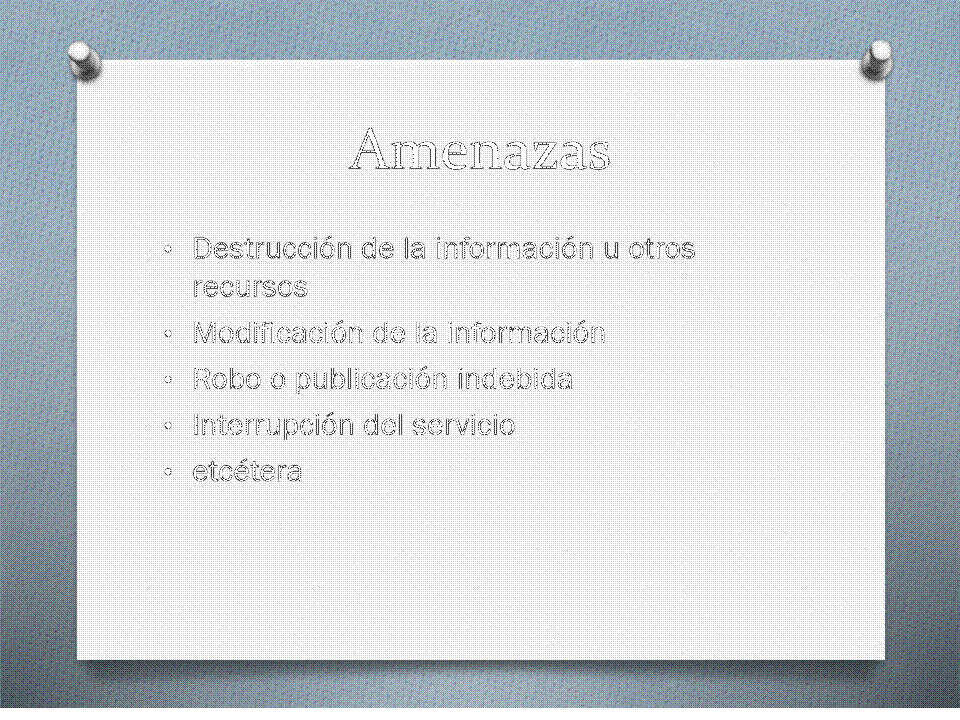 Amenazas
• Destrucción de la información u otros
recursos
• Modificación de la información
• Robo o publicación indebida
• Interrupción del servicio
• etcétera